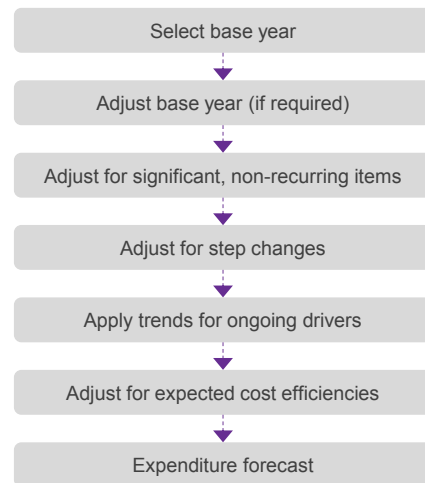 Select base year
Adjust base year (if required)
Adjust for significant, non-recurring items
Adjust for step changes
Apply trends for ongoing drivers
Adjust for expected cost efficiencies
Expenditure forecast